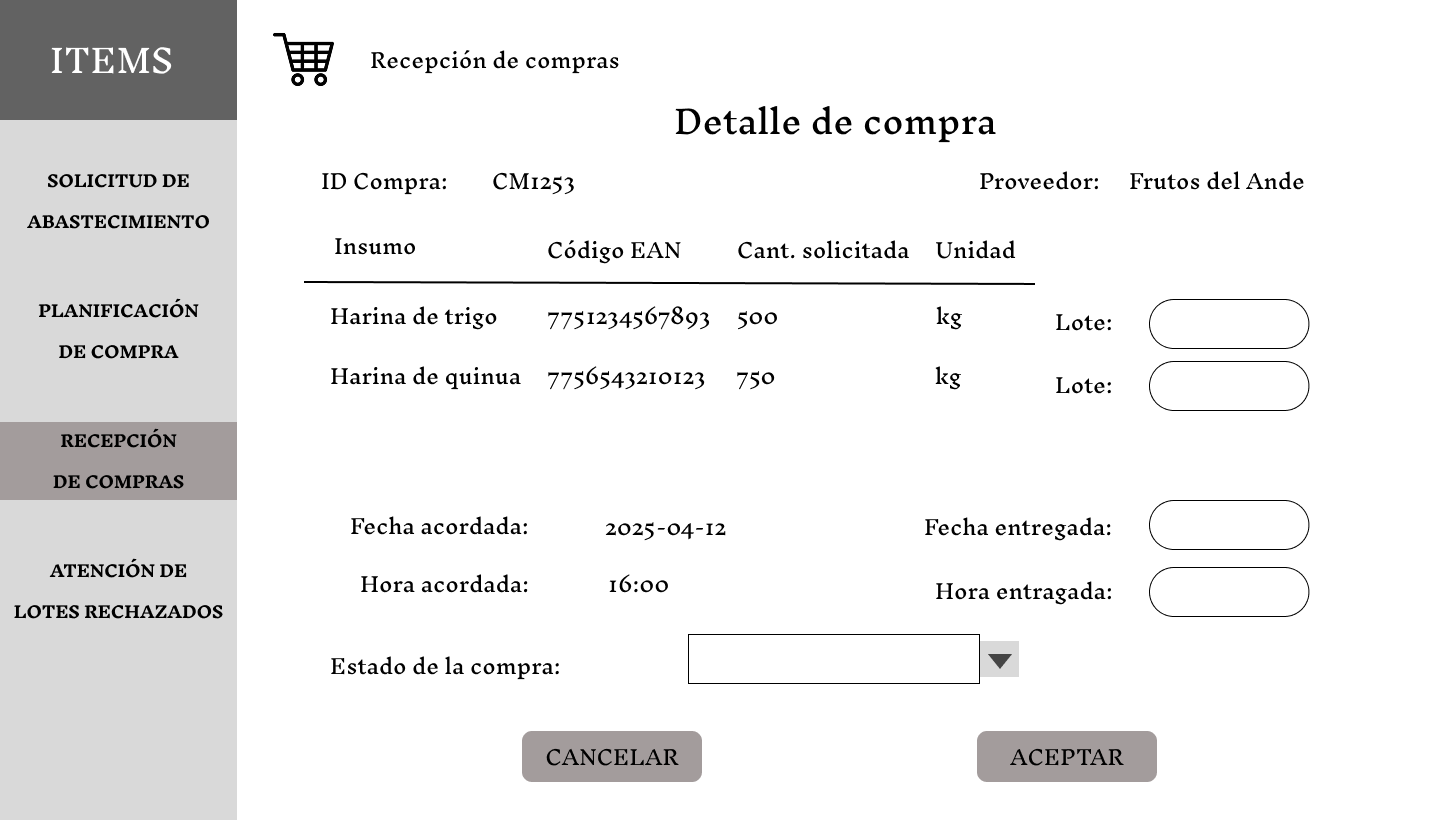 ITEMS
SOLICITUD DE
ABASTECIMIENTO
PLANIFICACIÓN
DE COMPRA
RECEPCIÓN
DE COMPRAS
ATENCIÓN DE
LOTES RECHAZADOS
Recepción de compras
Detalle de compra
ID Compra: CM1253 Proveedor: Frutos del Ande
Insumo Código EAN Cant. solicitada Unidad
Harina de trigo 7751234567893 500 kg Lote:
Harina de quinua 7756543210123 750 kg Lote:
Fecha acordada: 2025-04-12 Fecha entregada:
Hora acordada: 16:00 Hora entragada:
Estado de la compra:
CANCELAR ACEPTAR